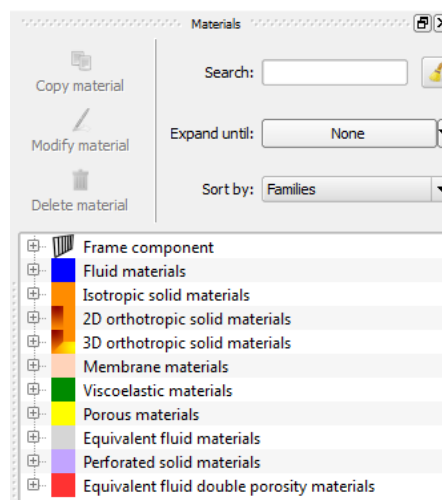 Materials
Copy material
Search:
Modify material
Expand until: None
Delete material
Sort by: Families
Frame component
Fluid materials
Isotropic solid materials
2D orthotropic solid materials
3D orthotropic solid materials
Membrane materials
Viscoelastic materials
Porous materials
Equivalent fluid materials
Perforated solid materials
Equivalent fluid double porosity materials